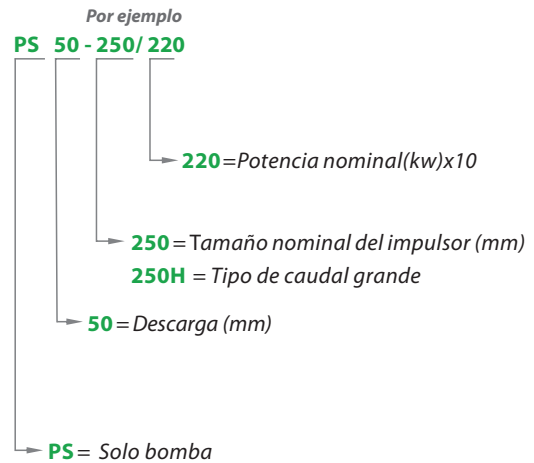 Por ejemplo
PS 50 - 250/ 220
220=Potencia nominal(kw)x10
250=Tamaño nominal del impulsor (mm)
250H = Tipo de caudal grande
50=Descarga (mm)
PS= Solo bomba